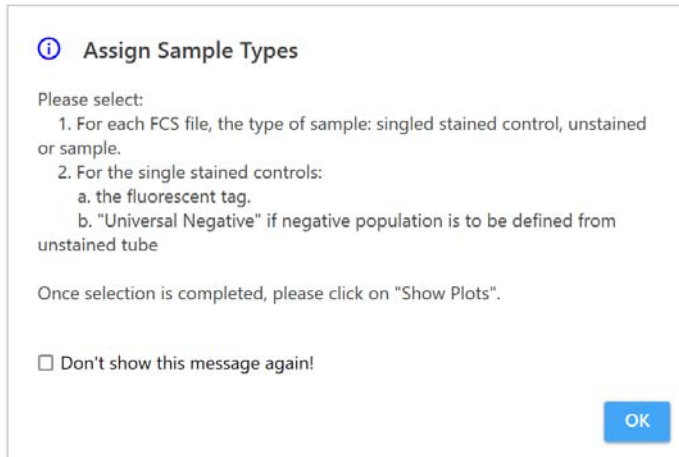 Assign Sample Types
Please select:
1. For each FCS file, the type of sample: singled stained control, unstained
or sample.
2. For the single stained controls:
a. the fluorescent tag.
b. "Universal Negative" if negative population is to be defined from
unstained tube
Once selection is completed, please click on "Show Plots".
Don't show this message again!
OK